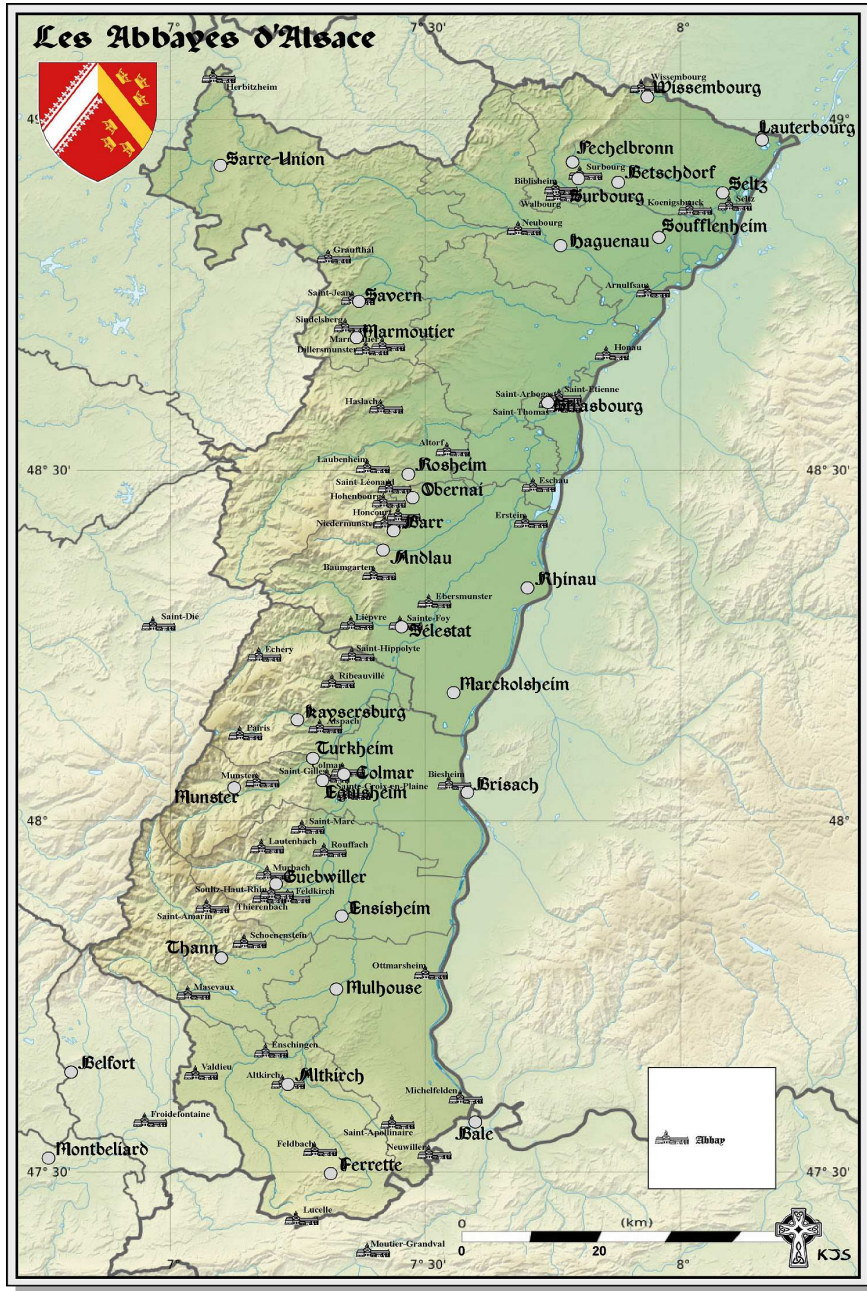 Les Abbayes d'Alsace
7°
7° 30'
8°
Wissembourg
Wissembourg
Herbitzheim
49°
49°
Lauterbourg
Sarre-Union
Pechelbronn
Surbourg
Betschdorf
Biblisheim
Surbourg
Walbourg
Seltz
Seltz
Koenigsbruck
Neubourg
Soufflenheim
Haguenau
Graufthal
Arnulfsau
Saint-Jean
Savern
Sindelsberg
Marmoutier
Dillersmunster
Honau
Haslach
Saint-Arbogast
Saint-Etienne
Saint-Thomas
Strasbourg
Altorf
48° 30'
48° 30'
Laubenheim
Rosheim
Saint-Léonard
Obernai
Eschau
Hohenbourg
Honcourt
Niedermunster
Barr
Erstein
Andlau
Baumgarten
Rhinau
Ebersmunster
Saint-Dié
Lièpvre
Sainte-Foy
Sélestat
Echery
Saint-Hippolyte
Ribeauvillé
Marckolsheim
Kaysersburg
Alspach
Pairis
Turkheim
Colmar
Saint-Gilles
Colmar
Munster
Munster
Eguisheim
Sainte-Croix-en-Plaine
Biesheim
Brisach
48°
48°
Saint-Marc
Lautenbach
Rouffach
Murbach
Guebwiller
Soultz-Haut-Rhin
Feldkirch
Thierenbach
Saint-Amarin
Ensisheim
Schoenenstein
Thann
Ottmarsheim
Masevaux
Mulhouse
Enschingen
Belfort
Valdieu
Altkirch
Altkirch
Michelfelden
Froidefontaine
Saint-Apollinaire
Bale
Abbay
Montbeliard
Feldbach
Neuwiller
47° 30'
47° 30'
Ferrette
Lucelle
0
(km)
0
20
Moutier-Grandval
KJS
7°
7° 30'
8°